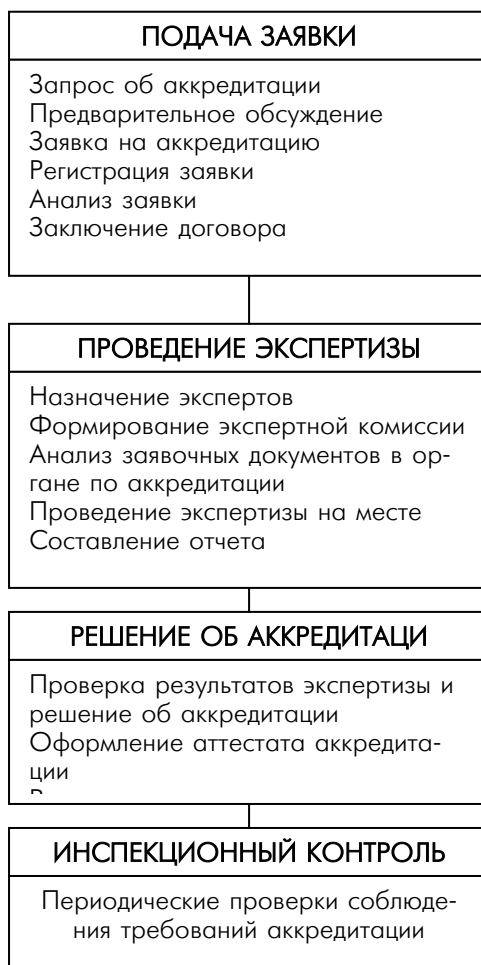 ПОДАЧА ЗАЯВКИ
Запрос об аккредитации
Предварительное обсуждение
Заявка на аккредитацию
Регистрация заявки
Анализ заявки
Заключение договора
ПРОВЕДЕНИЕ ЭКСПЕРТИЗЫ
Назначение экспертов
Формирование экспертной комиссии
Анализ заявочных документов в ор-
гане по аккредитации
Проведение экспертизы на месте
Составление отчета
РЕШЕНИЕ ОБ АККРЕДИТАЦИ
Проверка результатов экспертизы и
решение об аккредитации
Оформление аттестата аккредита-
ции
ИНСПЕКЦИОННЫЙ КОНТРОЛЬ
Периодические проверки соблюде-
ния требований аккредитации